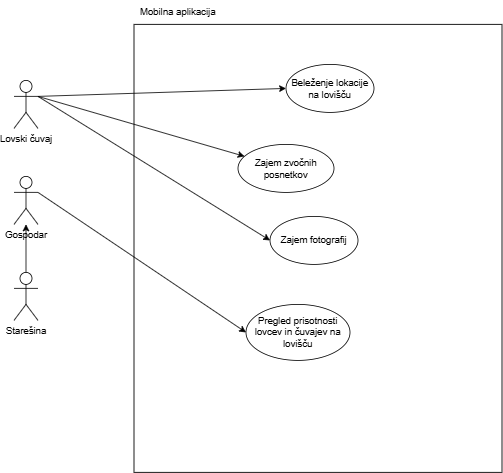 Mobilna aplikacija
Beleženje lokacije
na lovišču
Lovski čuvaj
Zajem zvočnih
posnetkov
Gospodar
Zajem fotografij
Starešina
Pregled prisotnosti
lovcev in čuvajev na
lovišču